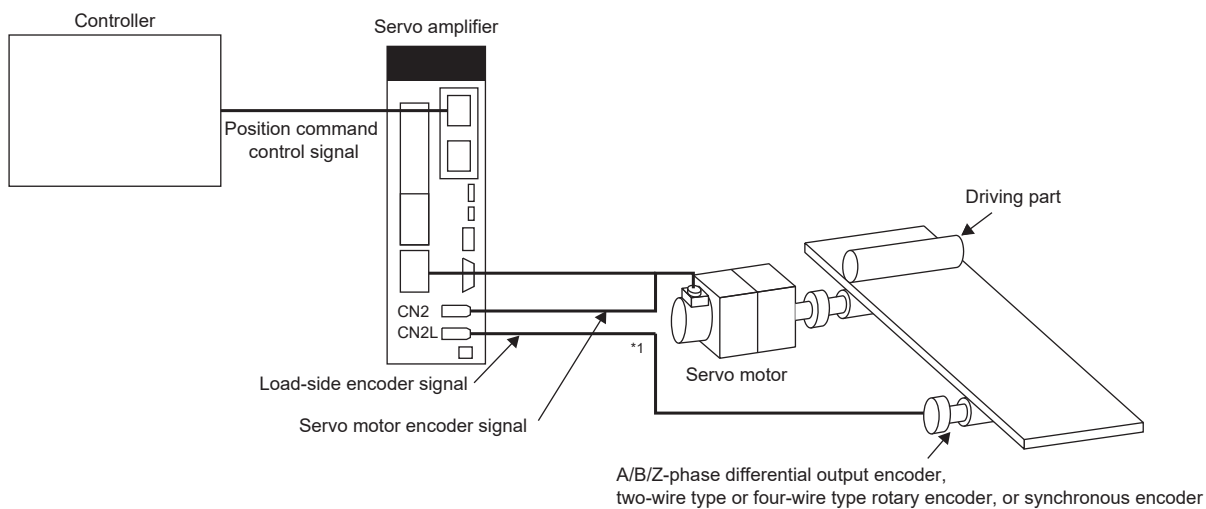 Controller
Servo amplifier
Position command
control signal
Driving part
CN2
CN2L
*1
Servo motor
Load-side encoder signal
Servo motor encoder signal
A/B/Z-phase differential output encoder,
two-wire type or four-wire type rotary encoder, or synchronous encoder